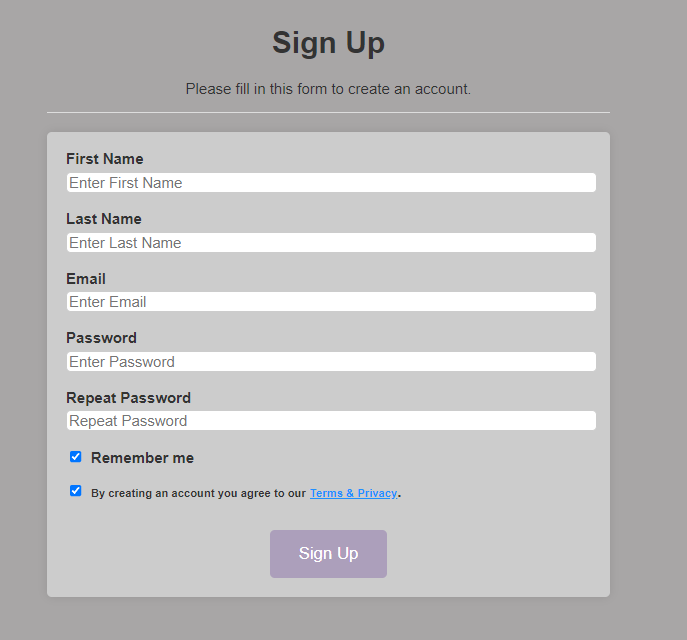 Sign Up
Please fill in this form to create an account.
First Name
Enter First Name
Last Name
Enter Last Name
Email
Enter Email
Password
Enter Password
Repeat Password
Repeat Password
Remember me
By creating an account you agree to our Terms & Privacy.
Sign Up